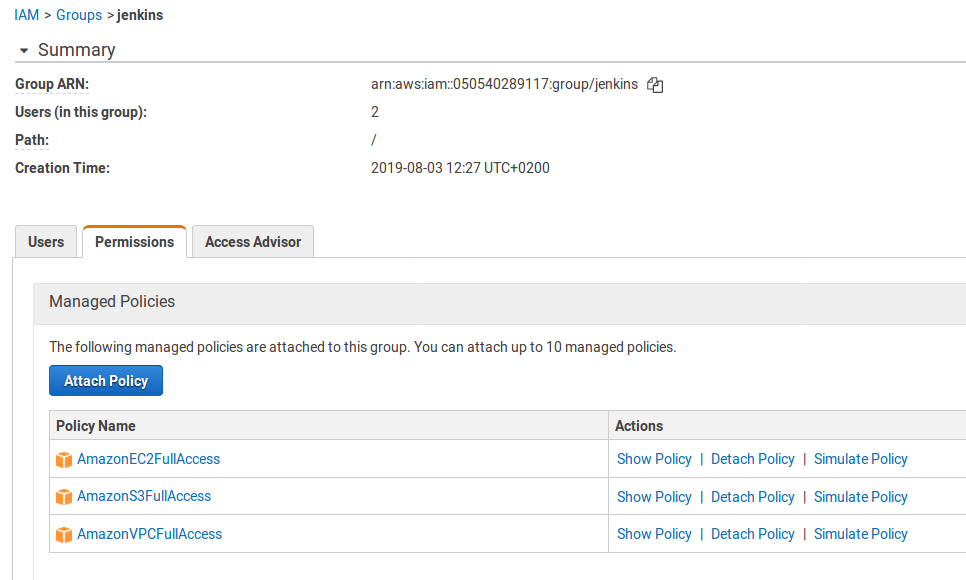 IAM > Groups > jenkins
Summary
Group ARN: arn:aws:iam::050540289117:group/jenkins
Users (in this group): 2
Path: /
Creation Time: 2019-08-03 12:27 UTC+0200
Users Permissions Access Advisor
Managed Policies
The following managed policies are attached to this group. You can attach up to 10 managed policies.
Attach Policy
Policy Name Actions
AmazonEC2FullAccess Show Policy | Detach Policy | Simulate Policy
AmazonS3FullAccess Show Policy | Detach Policy | Simulate Policy
AmazonVPCFullAccess Show Policy | Detach Policy | Simulate Policy